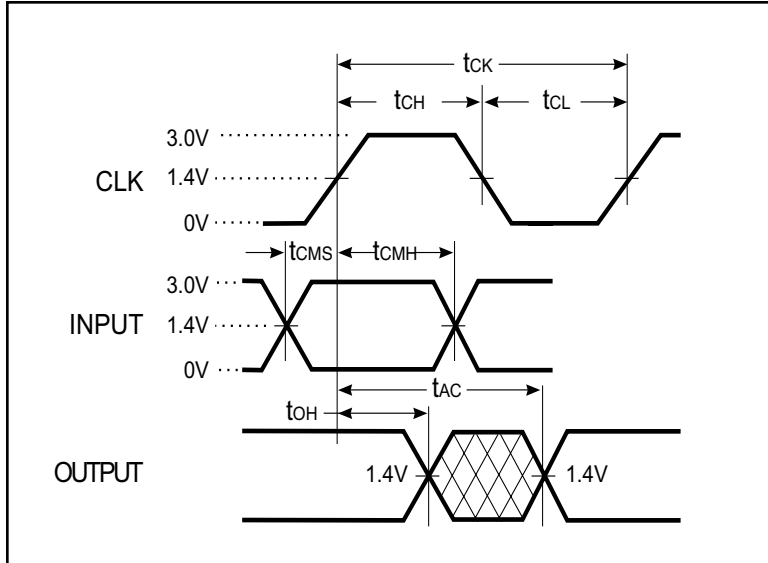 tCK
tCH
tCL
3.0V
CLK
1.4V
0V
tCMS
tCMH
3.0V
INPUT
1.4V
0V
tAC
tOH
OUTPUT
1.4V
1.4V